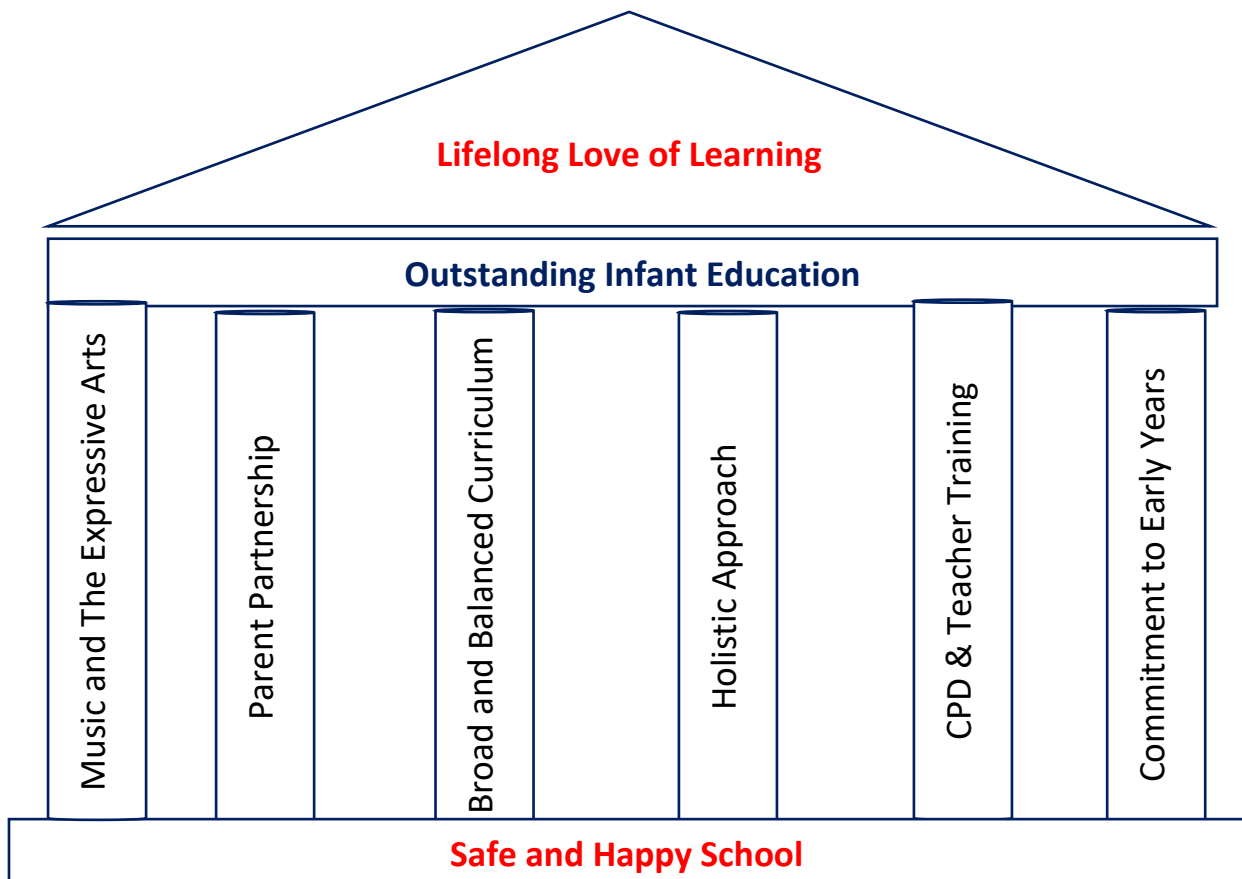 Lifelong Love of Learning
Outstanding Infant Education
Music and The Expressive Arts
Parent Partnership
Broad and Balanced Curriculum
Holistic Approach
CPD & Teacher Training
Commitment to Early Years
Safe and Happy School